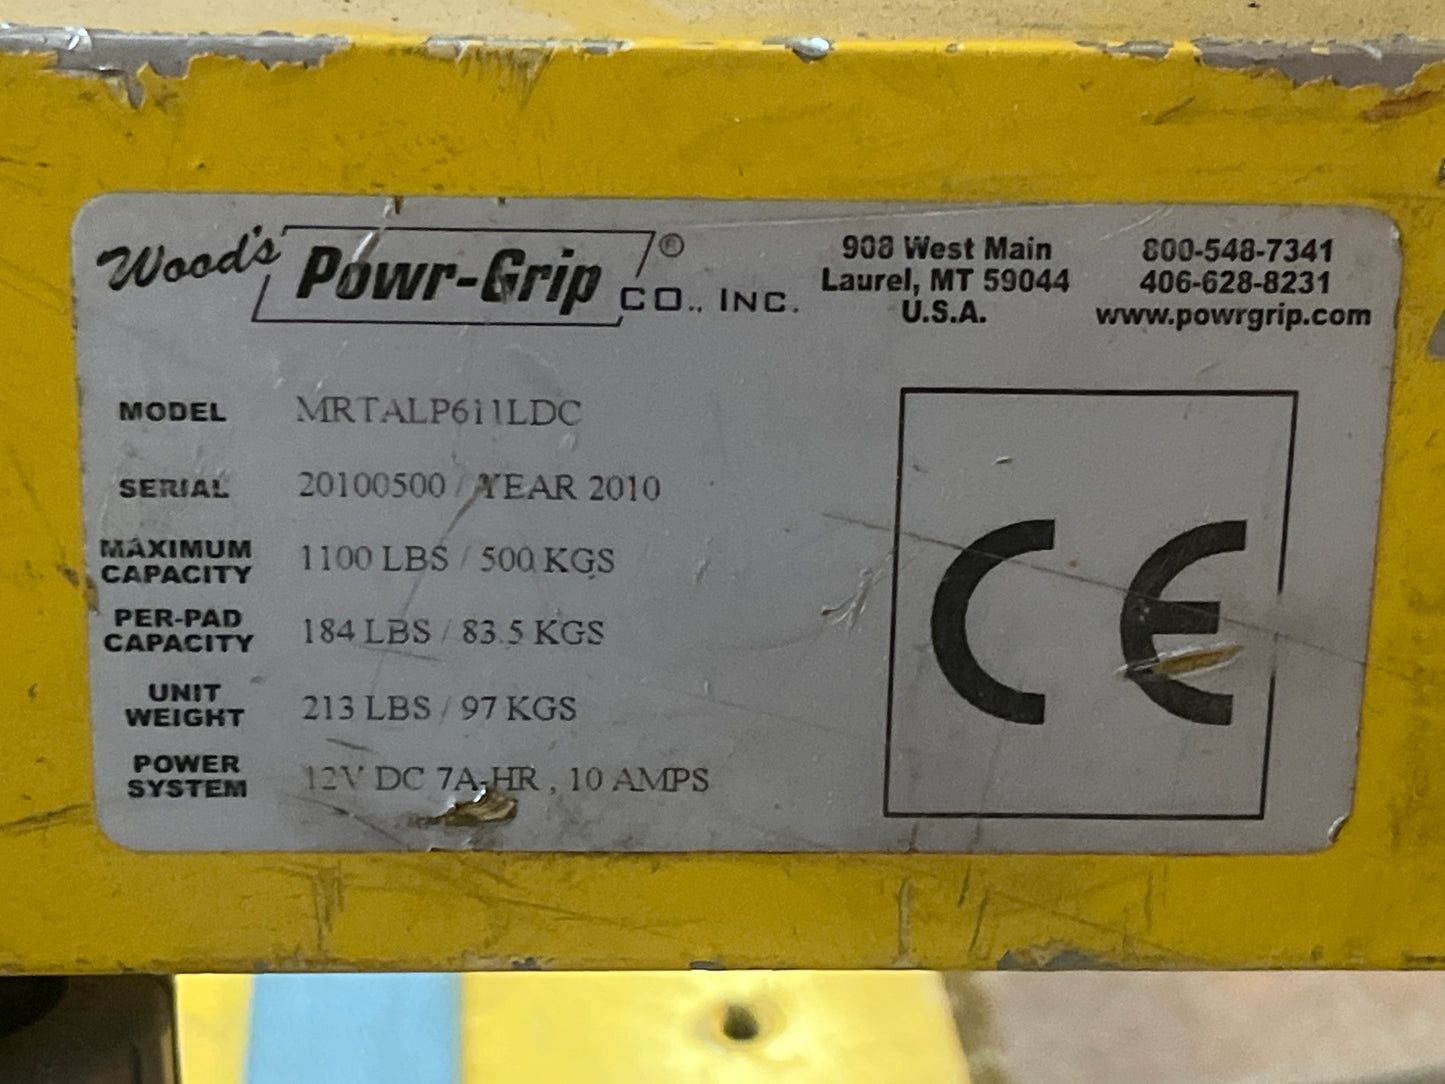 Wood's Powr-Grip® CO., INC.
908 West Main
Laurel, MT 59044
U.S.A.
800-548-7341
406-628-8231
www.powrgrip.com
MODEL MRTALP611LDC
SERIAL 20100500 / YEAR 2010
MAXIMUM
CAPACITY 1100 LBS / 500 KGS
PER-PAD
CAPACITY 184 LBS / 83.5 KGS
UNIT
WEIGHT 213 LBS / 97 KGS
POWER
SYSTEM 12V DC 7A-HR , 10 AMPS
CE